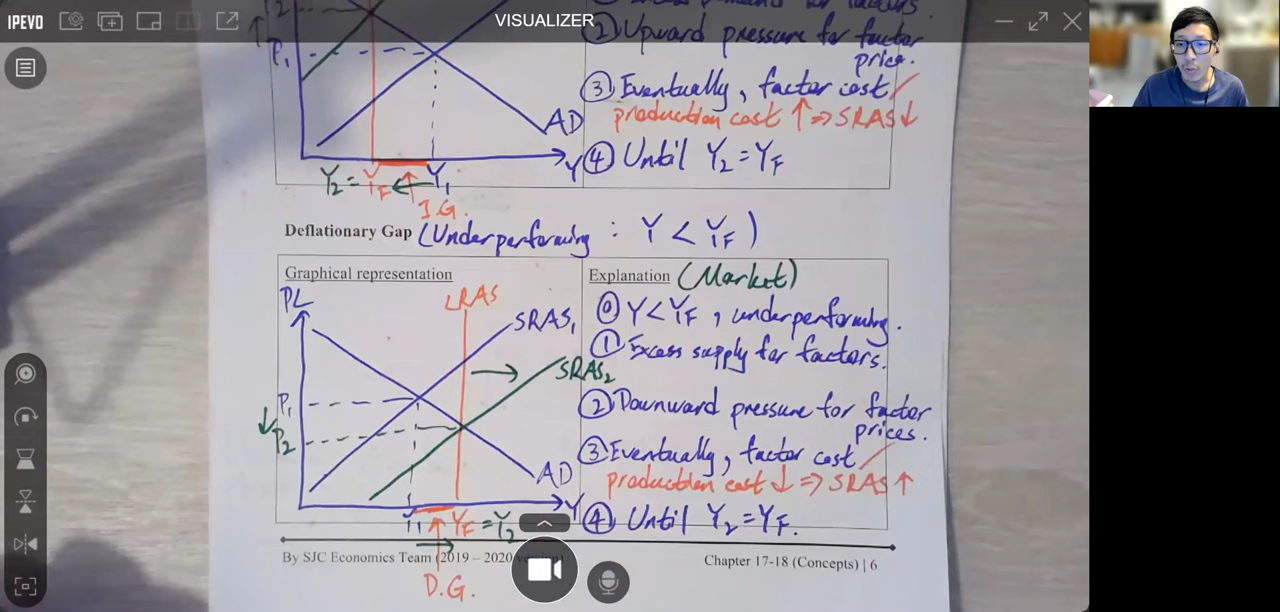 IPEVO
VISUALIZER
② Upward pressure for factor
price.
P₁
③ Eventually, factor cost /
production cost ↑ ⇒ SRAS ↓
AD
④ Until Y₂ = YF
Y
Y₂ = YF ← Y₁
I.G.
Deflationary Gap (Underperforming : Y < YF)
Graphical representation
Explanation (Market)
PL
LRAS
SRAS₁
⓪ Y < YF, underperforming.
① Excess supply for factors.
SRAS₂
② Downward pressure for factor
prices.
P₁
↓ P₂
③ Eventually, factor cost /
production cost ↓ ⇒ SRAS ↑
AD
Y
Y₁ YF = Y₂
④ Until Y₂ = YF.
By SJC Economics Team (2019 – 2020
Chapter 17-18 (Concepts) | 6
D.G.